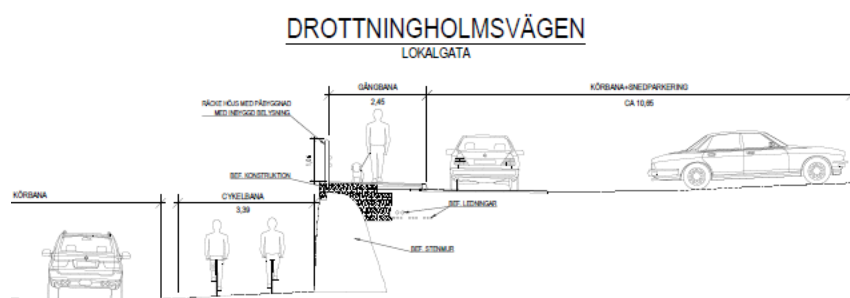 DROTTNINGHOLMSVÄGEN
LOKALGATA
GÅNGBANA
2,45
KÖRBANA+SNEDPARKERING
CA 10,65
RÄCKE HÖJS MED PÅBYGGNAD
MED INBYGGD BELYSNING
BEF. KONSTRUKTION
KÖRBANA
CYKELBANA
3,39
BEF. LEDNINGAR
BEF. STENMUR